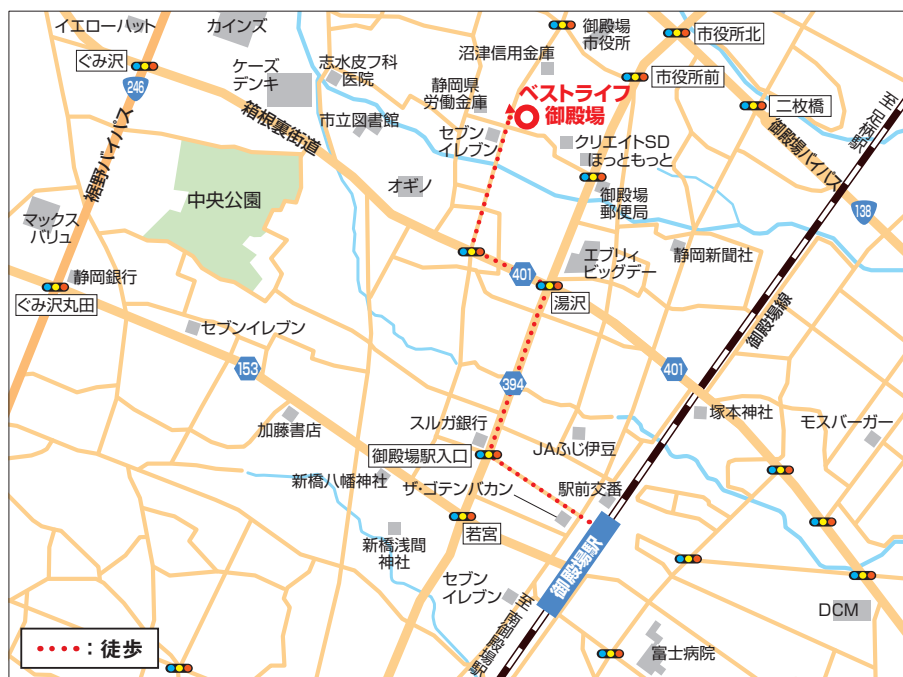 イエローハット
カインズ
ぐみ沢
246
ケーズ
デンキ
志水皮フ科
医院
沼津信用金庫
御殿場
市役所
市役所北
市役所前
静岡県
労働金庫
ベストライフ
御殿場
二枚橋
至 足柄駅
市立図書館
セブン
イレブン
クリエイトSD
ほっともっと
箱根裏街道
裾野バイパス
御殿場バイパス
138
中央公園
オギノ
御殿場
郵便局
マックス
バリュ
静岡銀行
ぐみ沢丸田
401
エブリィ
ビッグデー
静岡新聞社
湯沢
御殿場線
セブンイレブン
153
394
401
加藤書店
スルガ銀行
JAふじ伊豆
塚本神社
モスバーガー
御殿場駅入口
新橋八幡神社
ザ・ゴテンバカン
駅前交番
若宮
新橋浅間
神社
御殿場駅
セブン
イレブン
至 南御殿場駅
DCM
富士病院
:徒歩